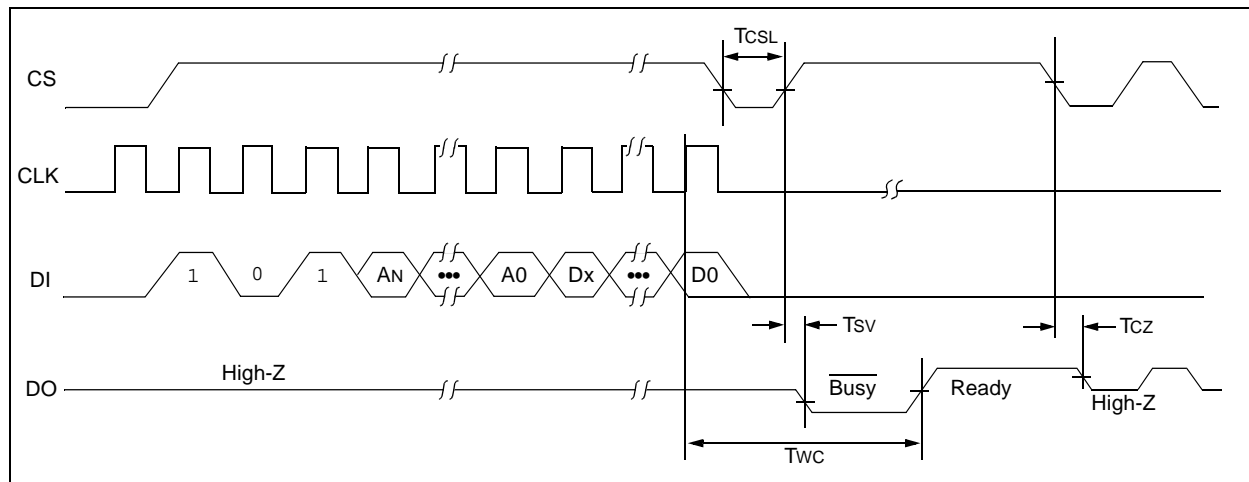 TCSL
CS
CLK
DI 1 0 1 AN ••• A0 Dx ••• D0
TSV
TCZ
DO High-Z Busy Ready High-Z
TWC